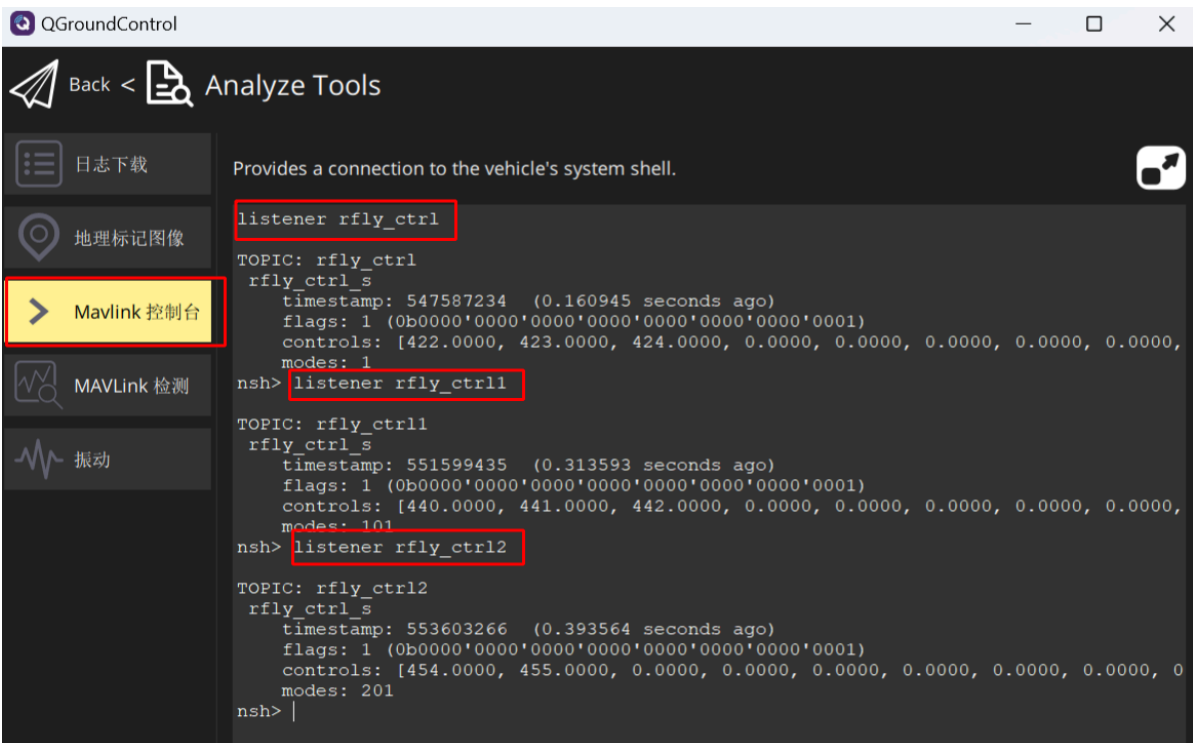 QGroundControl
Back < Analyze Tools
日志下载
地理标记图像
Mavlink 控制台
MAVLink 检测
振动
Provides a connection to the vehicle's system shell.
listener rfly_ctrl
TOPIC: rfly_ctrl
rfly_ctrl_s
timestamp: 547587234 (0.160945 seconds ago)
flags: 1 (0b0000'0000'0000'0000'0000'0000'0000'0001)
controls: [422.0000, 423.0000, 424.0000, 0.0000, 0.0000, 0.0000, 0.0000, 0.0000,
modes: 1
nsh> listener rfly_ctrl1
TOPIC: rfly_ctrl1
rfly_ctrl_s
timestamp: 551599435 (0.313593 seconds ago)
flags: 1 (0b0000'0000'0000'0000'0000'0000'0000'0001)
controls: [440.0000, 441.0000, 442.0000, 0.0000, 0.0000, 0.0000, 0.0000, 0.0000,
modes: 101
nsh> listener rfly_ctrl2
TOPIC: rfly_ctrl2
rfly_ctrl_s
timestamp: 553603266 (0.393564 seconds ago)
flags: 1 (0b0000'0000'0000'0000'0000'0000'0000'0001)
controls: [454.0000, 455.0000, 0.0000, 0.0000, 0.0000, 0.0000, 0.0000, 0.0000, 0
modes: 201
nsh>